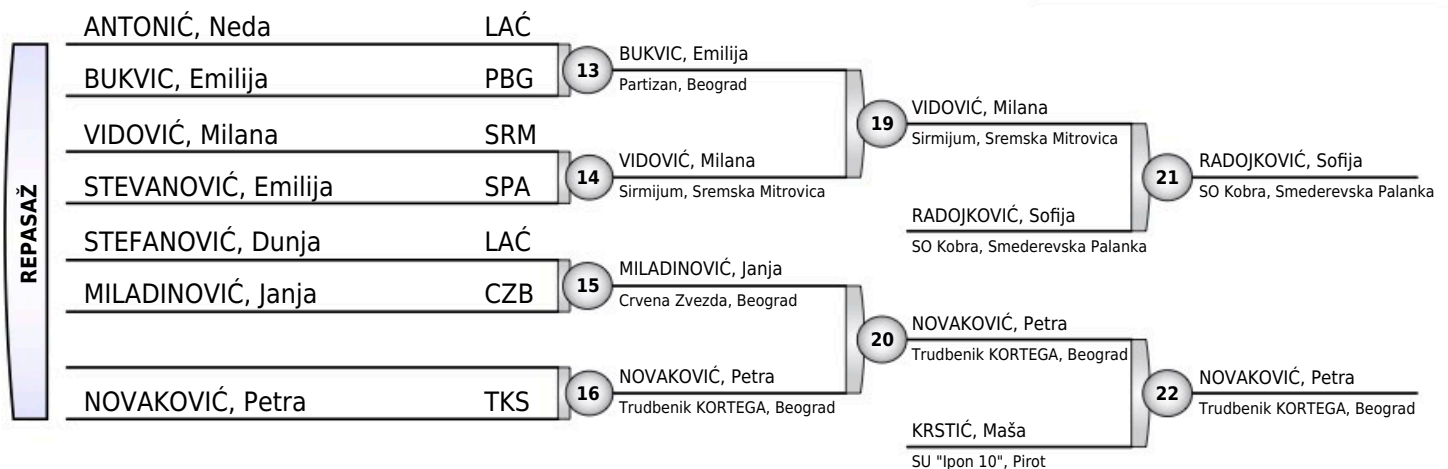 REPASAŽ
ANTONIĆ, Neda LAĆ
BUKVIC, Emilija PBG
VIDOVIĆ, Milana SRM
STEVANOVIĆ, Emilija SPA
STEFANOVIĆ, Dunja LAĆ
MILADINOVIĆ, Janja CZB
NOVAKOVIĆ, Petra TKS
13
BUKVIC, Emilija
Partizan, Beograd
14
VIDOVIĆ, Milana
Sirmijum, Sremska Mitrovica
15
MILADINOVIĆ, Janja
Crvena Zvezda, Beograd
16
NOVAKOVIĆ, Petra
Trudbenik KORTEGA, Beograd
19
VIDOVIĆ, Milana
Sirmijum, Sremska Mitrovica
RADOJKOVIĆ, Sofija
SO Kobra, Smederevska Palanka
20
NOVAKOVIĆ, Petra
Trudbenik KORTEGA, Beograd
KRSTIĆ, Maša
SU "Ipon 10", Pirot
21
RADOJKOVIĆ, Sofija
SO Kobra, Smederevska Palanka
22
NOVAKOVIĆ, Petra
Trudbenik KORTEGA, Beograd